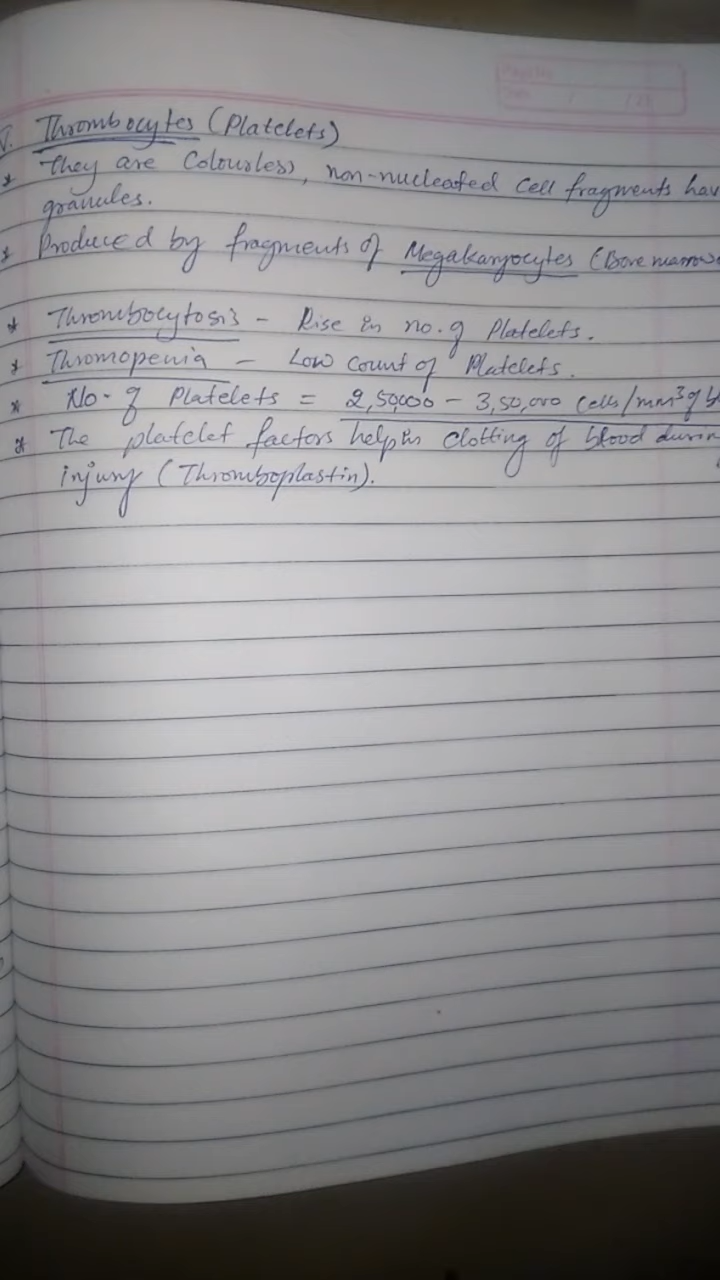 Thrombocytes (Platelets)
* They are Colourless, non-nucleated cell fragments hav
granules.
* Produced by fragments of Megakaryocytes (Bone marrow
* Thrombocytosis - Rise in no. of Platelets.
* Thromopenia - Low Count of Platelets.
* No. of Platelets = 2,50,000 - 3,50,000 cells/mm³ of b
* The platelet factors help in clotting of blood durin
injury (Thromboplastin).